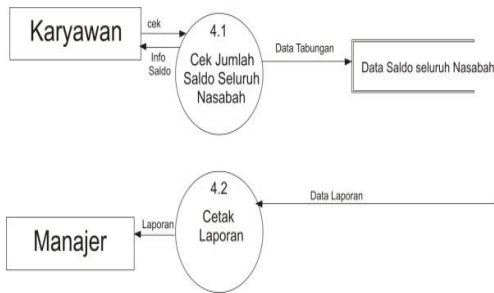 Karyawan
cek
Info
Saldo
4.1
Cek Jumlah
Saldo Seluruh
Nasabah
Data Tabungan
Data Saldo seluruh Nasabah
4.2
Cetak
Laporan
Data Laporan
Laporan
Manajer